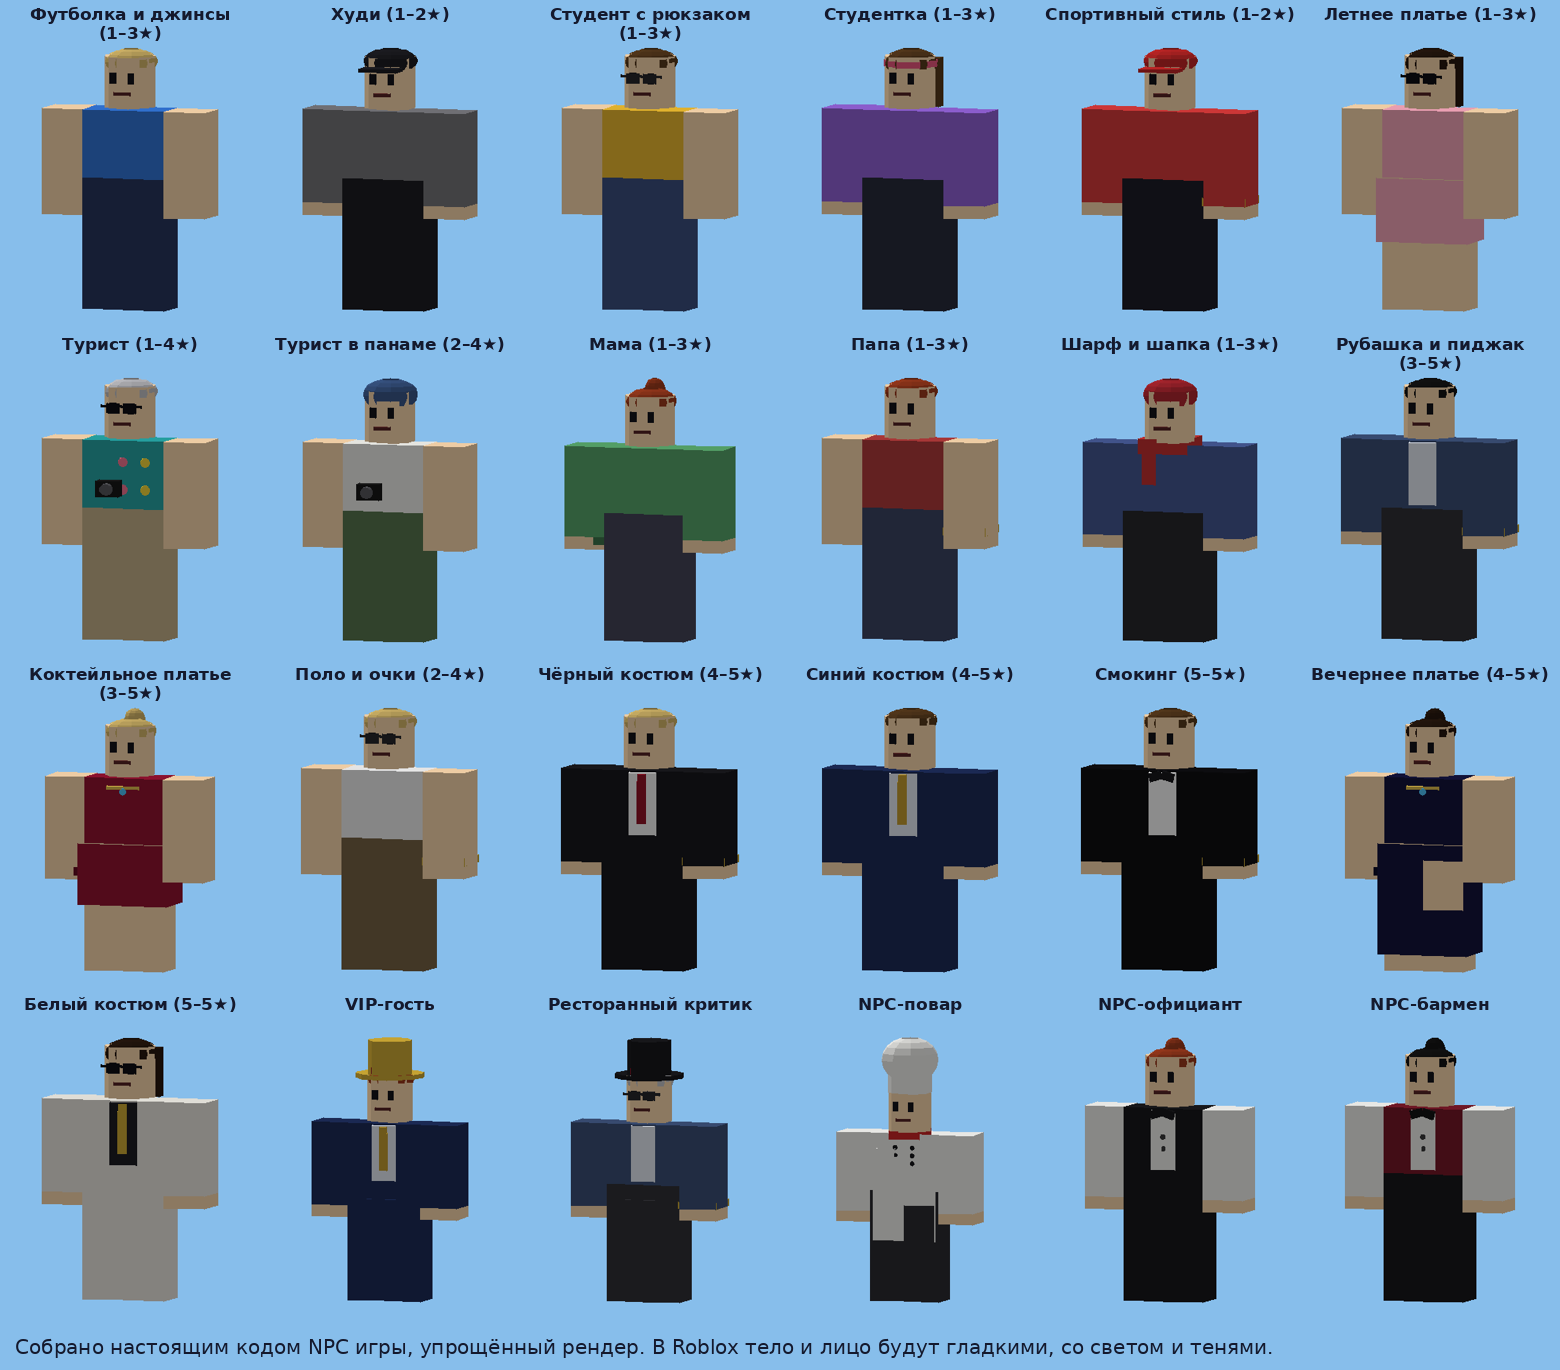 Футболка и джинсы
(1–3★)
Худи (1–2★)
Студент с рюкзаком
(1–3★)
Студентка (1–3★)
Спортивный стиль (1–2★)
Летнее платье (1–3★)
Турист (1–4★)
Турист в панаме (2–4★)
Мама (1–3★)
Папа (1–3★)
Шарф и шапка (1–3★)
Рубашка и пиджак
(3–5★)
Коктейльное платье
(3–5★)
Поло и очки (2–4★)
Чёрный костюм (4–5★)
Синий костюм (4–5★)
Смокинг (5–5★)
Вечернее платье (4–5★)
Белый костюм (5–5★)
VIP-гость
Ресторанный критик
NPC-повар
NPC-официант
NPC-бармен
Собрано настоящим кодом NPC игры, упрощённый рендер. В Roblox тело и лицо будут гладкими, со светом и тенями.